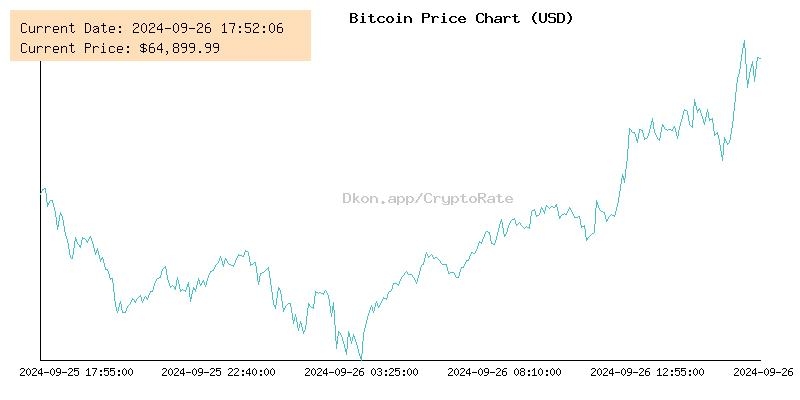 Bitcoin Price Chart (USD)
Current Date: 2024-09-26 17:52:06
Current Price: $64,899.99
Dkon.app/CryptoRate
2024-09-25 17:55:00 2024-09-25 22:40:00 2024-09-26 03:25:00 2024-09-26 08:10:00 2024-09-26 12:55:00 2024-09-26